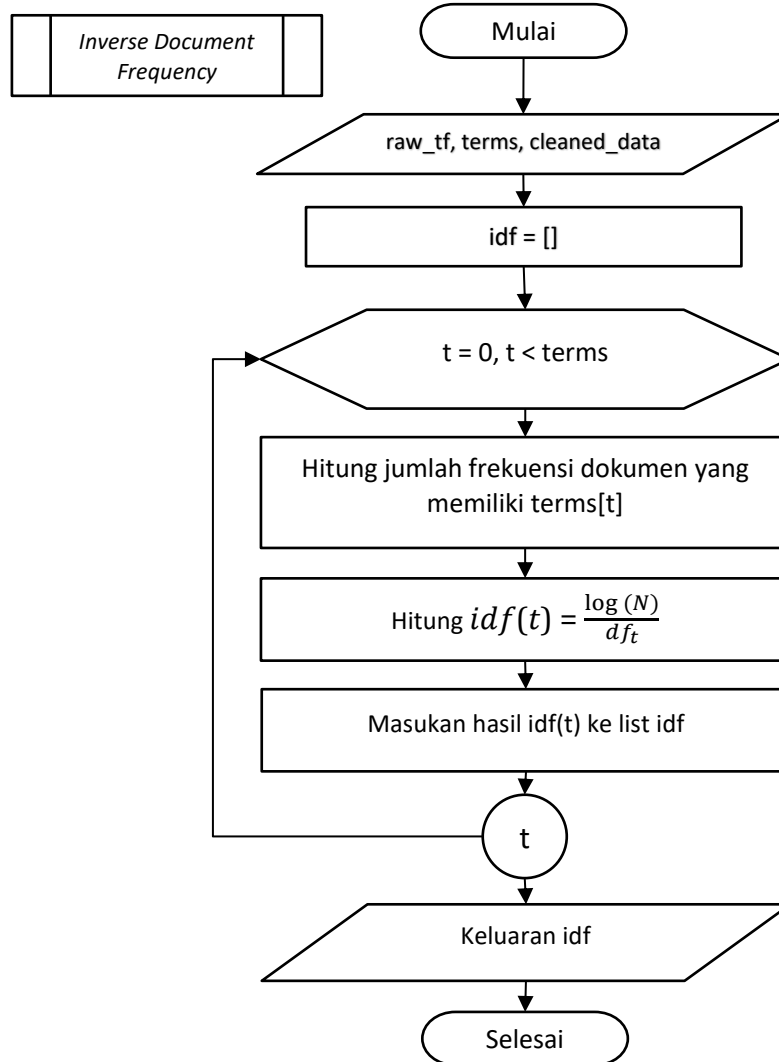 Inverse Document
Frequency
Mulai
raw_tf, terms, cleaned_data
idf = []
t = 0, t < terms
Hitung jumlah frekuensi dokumen yang
memiliki terms[t]
Hitung idf(t) = log (N) / df_t
Masukan hasil idf(t) ke list idf
t
Keluaran idf
Selesai